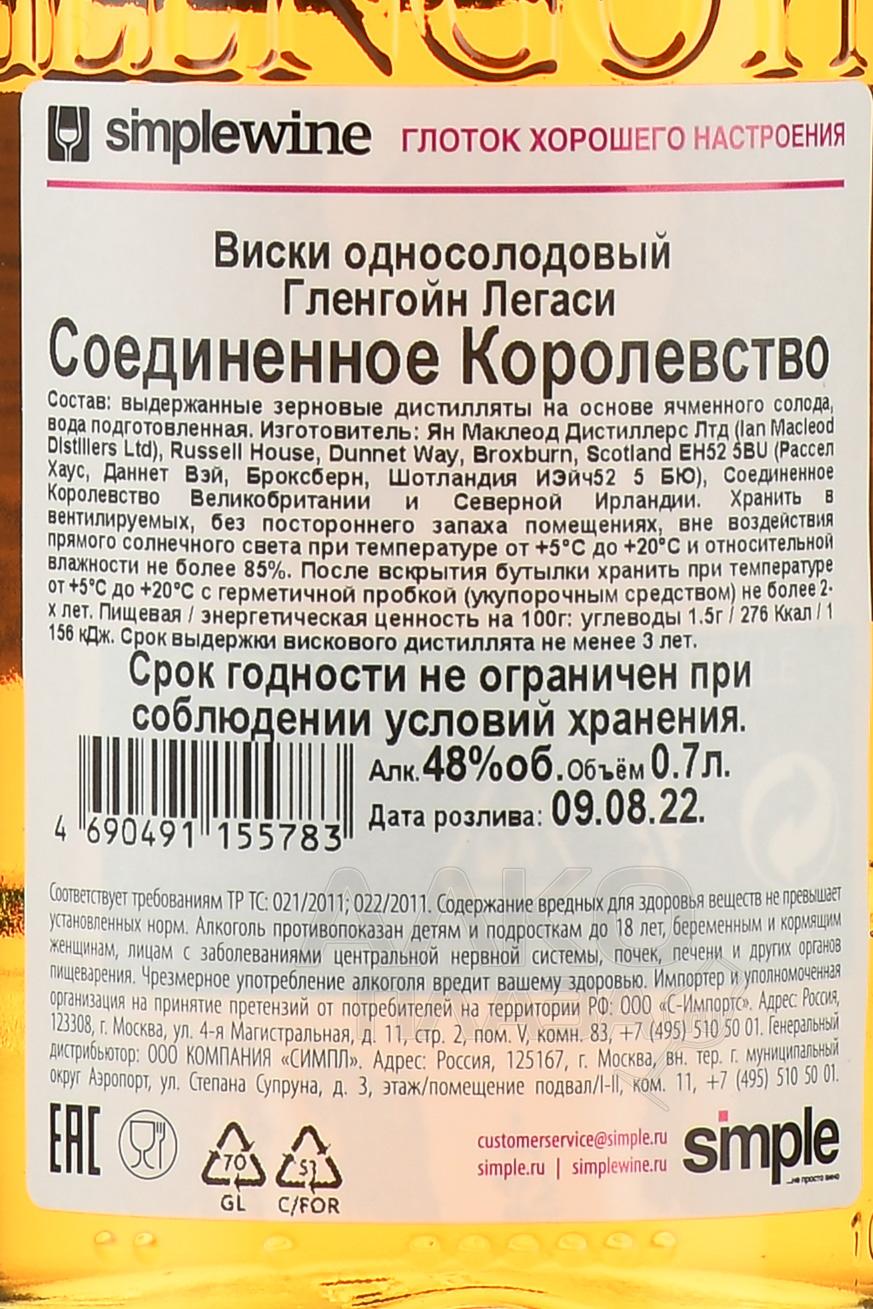 GLENGOY
simplewine ГЛОТОК ХОРОШЕГО НАСТРОЕНИЯ
Виски односолодовый
Гленгойн Легаси
Соединенное Королевство
Состав: выдержанные зерновые дистилляты на основе ячменного солода,
вода подготовленная. Изготовитель: Ян Маклеод Дистиллерс Лтд (Ian Macleod
Distillers Ltd), Russell House, Dunnet Way, Broxburn, Scotland EH52 5BU (Рассел
Хаус, Даннет Вэй, Броксберн, Шотландия ИЭйч52 5 БЮ), Соединенное
Королевство Великобритании и Северной Ирландии. Хранить в
вентилируемых, без постороннего запаха помещениях, вне воздействия
прямого солнечного света при температуре от +5°C до +20°C и относительной
влажности не более 85%. После вскрытия бутылки хранить при температуре
от +5°C до +20°C с герметичной пробкой (укупорочным средством) не более 2-
х лет. Пищевая / энергетическая ценность на 100г: углеводы 1.5г / 276 Ккал / 1
156 кДж. Срок выдержки вискового дистиллята не менее 3 лет.
Срок годности не ограничен при
соблюдении условий хранения.
Алк. 48%об. Объём 0.7л.
Дата розлива: 09.08.22.
4 690491 155783
Соответствует требованиям ТР ТС: 021/2011; 022/2011. Содержание вредных для здоровья веществ не превышает
установленных норм. Алкоголь противопоказан детям и подросткам до 18 лет, беременным и кормящим
женщинам, лицам с заболеваниями центральной нервной системы, почек, печени и других органов
пищеварения. Чрезмерное употребление алкоголя вредит вашему здоровью. Импортер и уполномоченная
организация на принятие претензий от потребителей на территории РФ: ООО «С-Импортс». Адрес: Россия,
123308, г. Москва, ул. 4-я Магистральная, д. 11, стр. 2, пом. V, комн. 83, +7 (495) 510 50 01. Генеральный
дистрибьютор: ООО КОМПАНИЯ «СИМПЛ». Адрес: Россия, 125167, г. Москва, вн. тер. г. муниципальный
округ Аэропорт, ул. Степана Супруна, д. 3, этаж/помещение подвал/I-II, ком. 11, +7 (495) 510 50 01.
EAC
70
GL
51
C/FOR
customerservice@simple.ru
simple.ru | simplewine.ru
simple
...не просто вино
АЛКО
ПЛАЗА